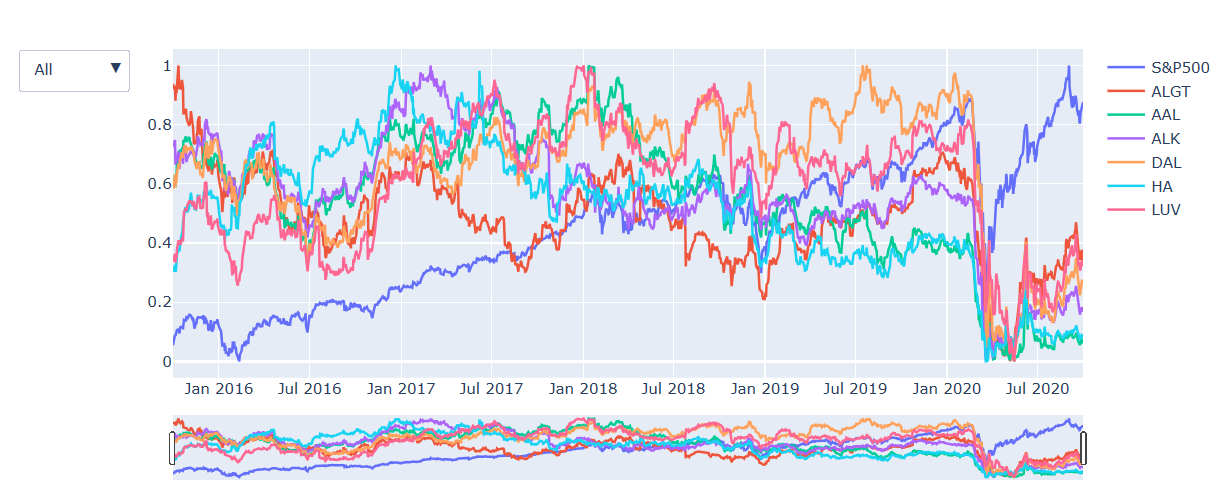 All ▼
S&P500
ALGT
AAL
ALK
DAL
HA
LUV
1
0.8
0.6
0.4
0.2
0
Jan 2016 Jul 2016 Jan 2017 Jul 2017 Jan 2018 Jul 2018 Jan 2019 Jul 2019 Jan 2020 Jul 2020